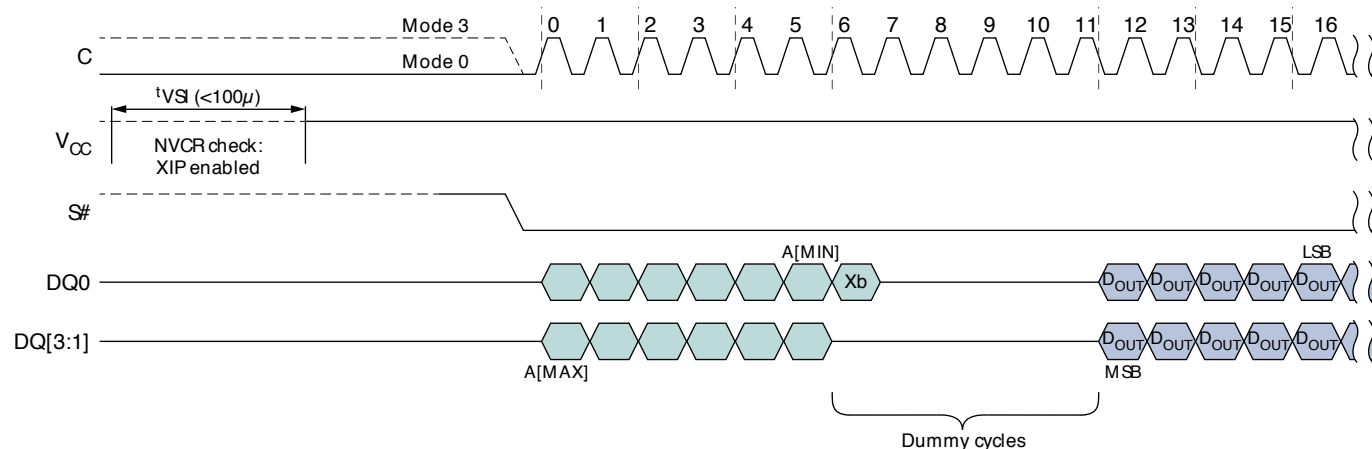 Mode 3
0 1 2 3 4 5 6 7 8 9 10 11 12 13 14 15 16
C
Mode 0
tVSI (<100µ)
VCC
NVCR check:
XIP enabled
S#
A[MIN]
LSB
DQ0
Xb
DOUT DOUT DOUT DOUT DOUT
DQ[3:1]
DOUT DOUT DOUT DOUT DOUT
A[MAX]
MSB
Dummy cycles